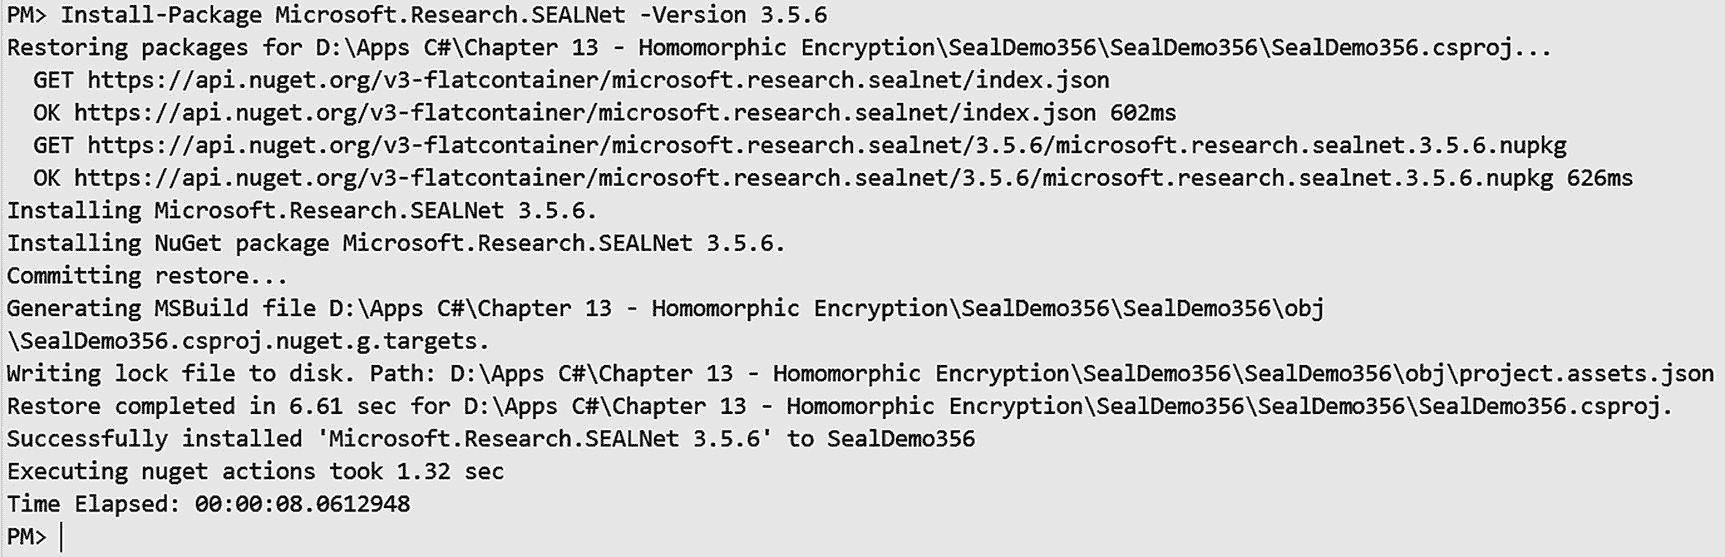 PM> Install-Package Microsoft.Research.SEALNet -Version 3.5.6
Restoring packages for D:\Apps C#\Chapter 13 - Homomorphic Encryption\SealDemo356\SealDemo356\SealDemo356.csproj...
  GET https://api.nuget.org/v3-flatcontainer/microsoft.research.sealnet/index.json
  OK https://api.nuget.org/v3-flatcontainer/microsoft.research.sealnet/index.json 602ms
  GET https://api.nuget.org/v3-flatcontainer/microsoft.research.sealnet/3.5.6/microsoft.research.sealnet.3.5.6.nupkg
  OK https://api.nuget.org/v3-flatcontainer/microsoft.research.sealnet/3.5.6/microsoft.research.sealnet.3.5.6.nupkg 626ms
Installing Microsoft.Research.SEALNet 3.5.6.
Installing NuGet package Microsoft.Research.SEALNet 3.5.6.
Committing restore...
Generating MSBuild file D:\Apps C#\Chapter 13 - Homomorphic Encryption\SealDemo356\SealDemo356\obj
\SealDemo356.csproj.nuget.g.targets.
Writing lock file to disk. Path: D:\Apps C#\Chapter 13 - Homomorphic Encryption\SealDemo356\SealDemo356\obj\project.assets.json
Restore completed in 6.61 sec for D:\Apps C#\Chapter 13 - Homomorphic Encryption\SealDemo356\SealDemo356\SealDemo356.csproj.
Successfully installed 'Microsoft.Research.SEALNet 3.5.6' to SealDemo356
Executing nuget actions took 1.32 sec
Time Elapsed: 00:00:08.0612948
PM>